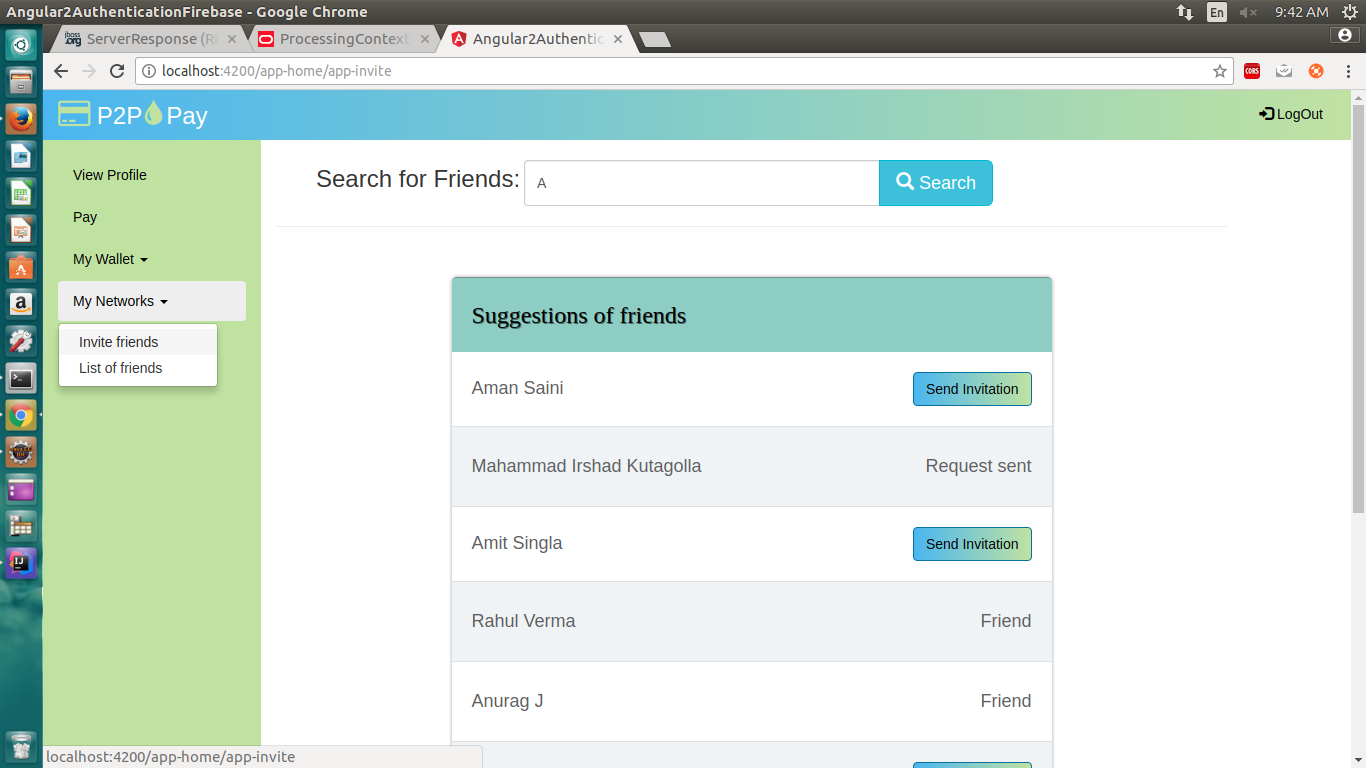 Angular2AuthenticationFirebase - Google Chrome
En
9:42 AM
jboss.org ServerResponse (RE
ProcessingContext
Angular2Authentic
localhost:4200/app-home/app-invite
CORS
P2P Pay
LogOut
View Profile
Pay
My Wallet
My Networks
Invite friends
List of friends
Search for Friends:
A
Search
Suggestions of friends
Aman Saini
Send Invitation
Mahammad Irshad Kutagolla
Request sent
Amit Singla
Send Invitation
Rahul Verma
Friend
Anurag J
Friend
localhost:4200/app-home/app-invite